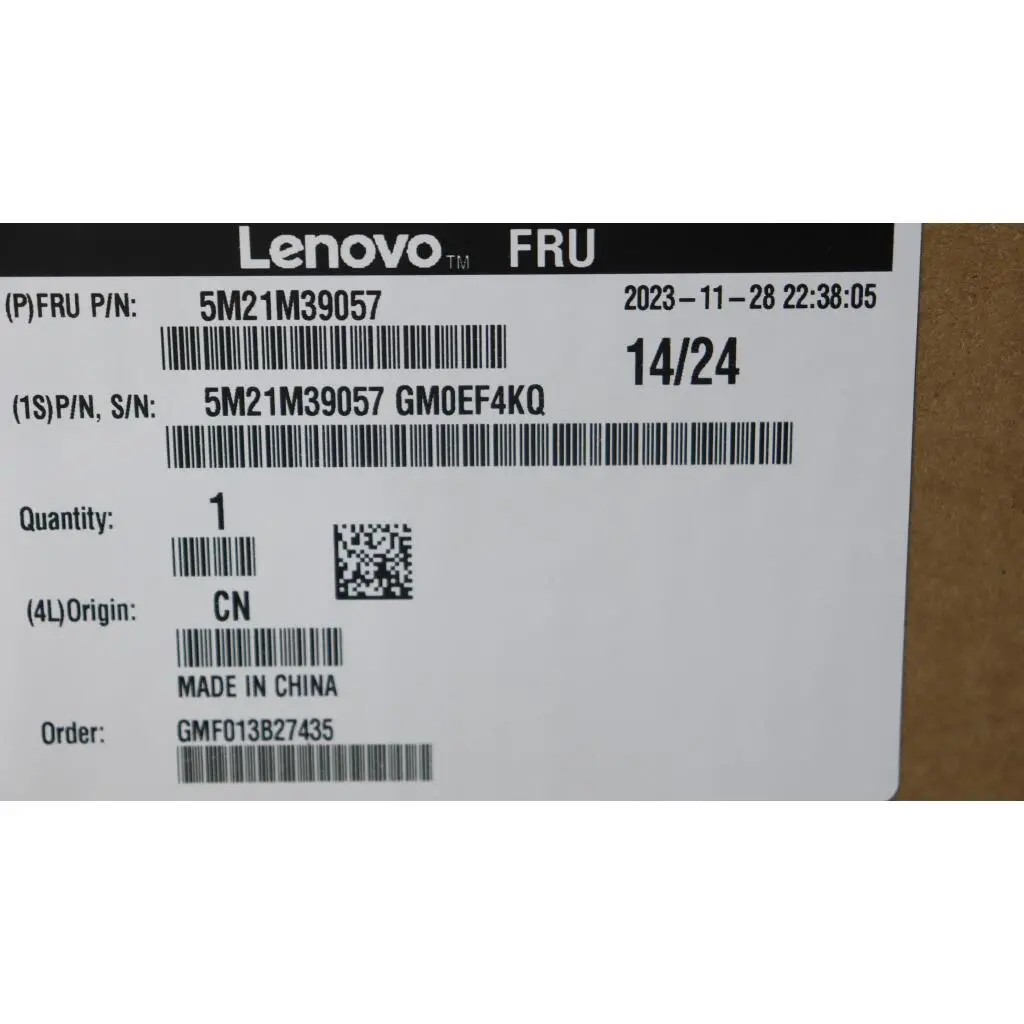 Lenovo™ FRU
(P)FRU P/N: 5M21M39057 2023-11-28 22:38:05
14/24
(1S)P/N, S/N: 5M21M39057 GM0EF4KQ
Quantity: 1
(4L)Origin: CN
MADE IN CHINA
Order: GMF013B27435